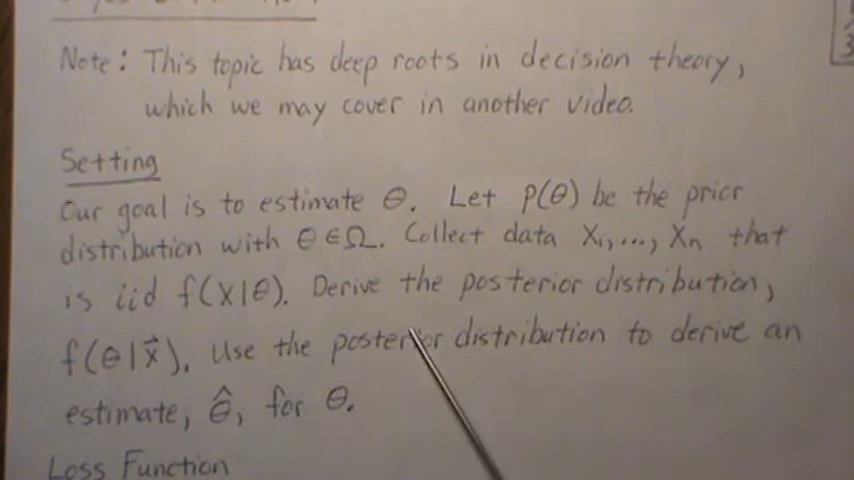 Note: This topic has deep roots in decision theory,
which we may cover in another video.
Setting
Our goal is to estimate θ. Let p(θ) be the prior
distribution with θ∈Ω. Collect data X₁,..., Xₙ that
is iid f(x|θ). Derive the posterior distribution,
f(θ|x⃗). Use the posterior distribution to derive an
estimate, θ̂, for θ.
Loss Function